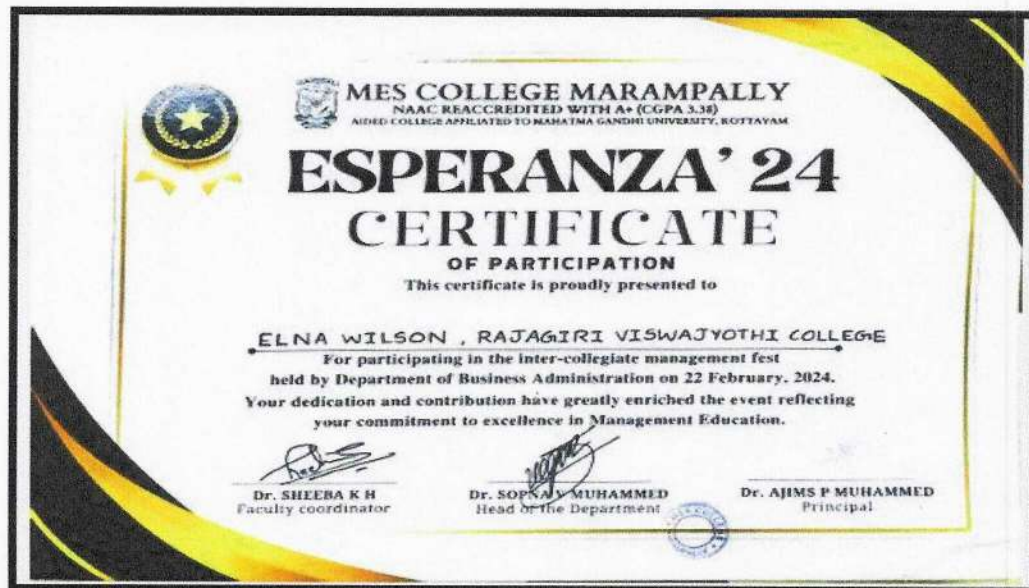 MES COLLEGE MARAMPALLY
NAAC REACCREDITED WITH A+ (CGPA 3.38)
AIDED COLLEGE AFFILIATED TO MAHATMA GANDHI UNIVERSITY, KOTTAYAM
ESPERANZA' 24
CERTIFICATE
OF PARTICIPATION
This certificate is proudly presented to
ELNA WILSON , RAJAGIRI VISWAJYOTHI COLLEGE
For participating in the inter-collegiate management fest
held by Department of Business Administration on 22 February, 2024.
Your dedication and contribution have greatly enriched the event reflecting
your commitment to excellence in Management Education.
Dr. SHEEBA K H
Faculty coordinator
Dr. SOPNA V MUHAMMED
Head of the Department
Dr. AJIMS P MUHAMMED
Principal